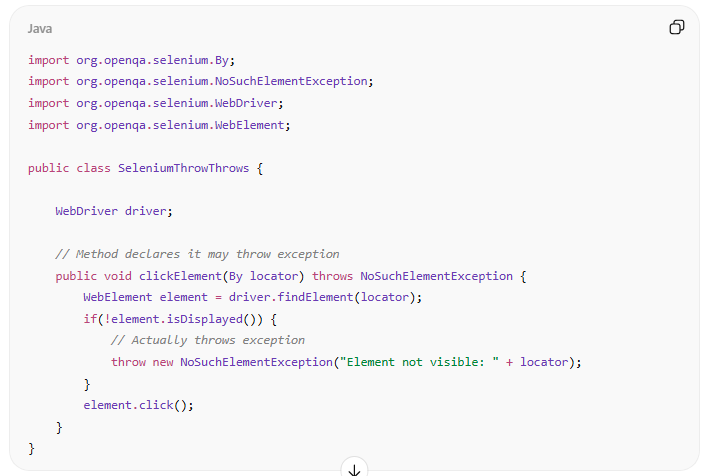 Java
import org.openqa.selenium.By;
import org.openqa.selenium.NoSuchElementException;
import org.openqa.selenium.WebDriver;
import org.openqa.selenium.WebElement;
public class SeleniumThrowThrows {
WebDriver driver;
// Method declares it may throw exception
public void clickElement(By locator) throws NoSuchElementException {
WebElement element = driver.findElement(locator);
if(!element.isDisplayed()) {
// Actually throws exception
throw new NoSuchElementException("Element not visible: " + locator);
}
element.click();
}
}